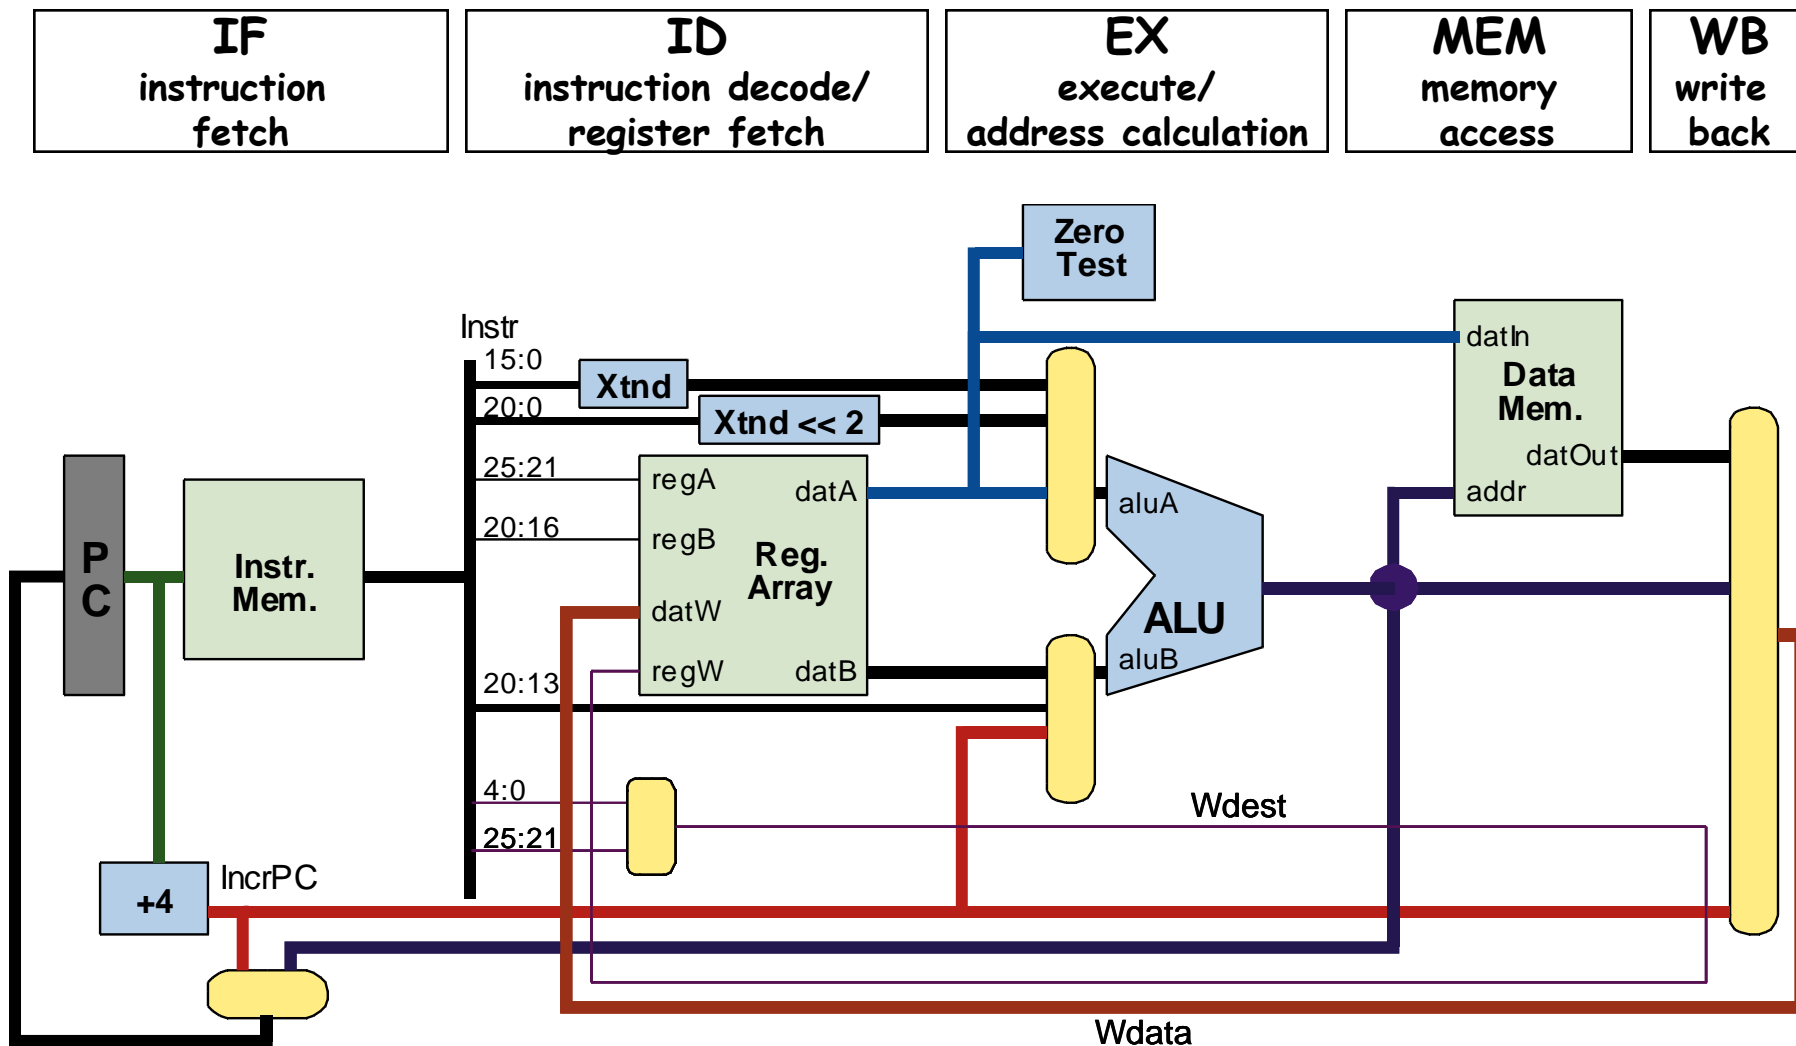 IF
instruction
fetch
ID
instruction decode/
register fetch
EX
execute/
address calculation
MEM
memory
access
WB
write
back
Zero
Test
Instr
15:0
Xtnd
20:0
Xtnd << 2
25:21
20:16
20:13
4:0
25:21
P
C
Instr.
Mem.
regA
datA
regB
Reg.
Array
datW
regW
datB
aluA
ALU
aluB
datIn
Data
Mem.
datOut
addr
Wdest
+4
IncrPC
Wdata